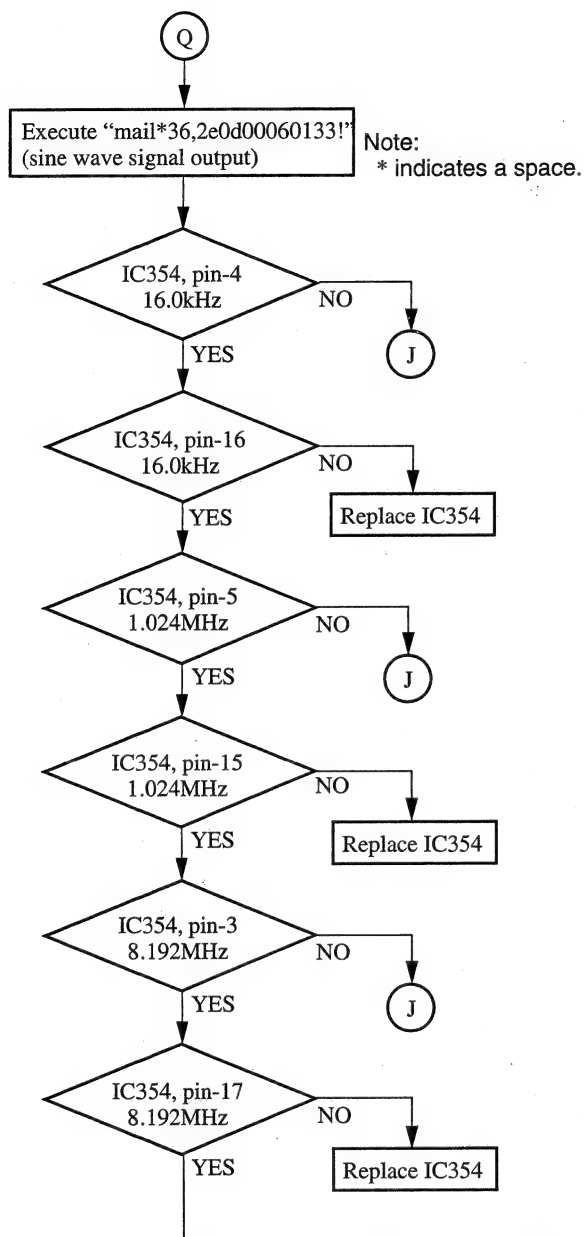 Q
Execute “mail*36,2e0d00060133!”
(sine wave signal output)
Note:
* indicates a space.
IC354, pin-4
16.0kHz
NO
J
YES
IC354, pin-16
16.0kHz
NO
Replace IC354
YES
IC354, pin-5
1.024MHz
NO
J
YES
IC354, pin-15
1.024MHz
NO
Replace IC354
YES
IC354, pin-3
8.192MHz
NO
J
YES
IC354, pin-17
8.192MHz
NO
Replace IC354
YES